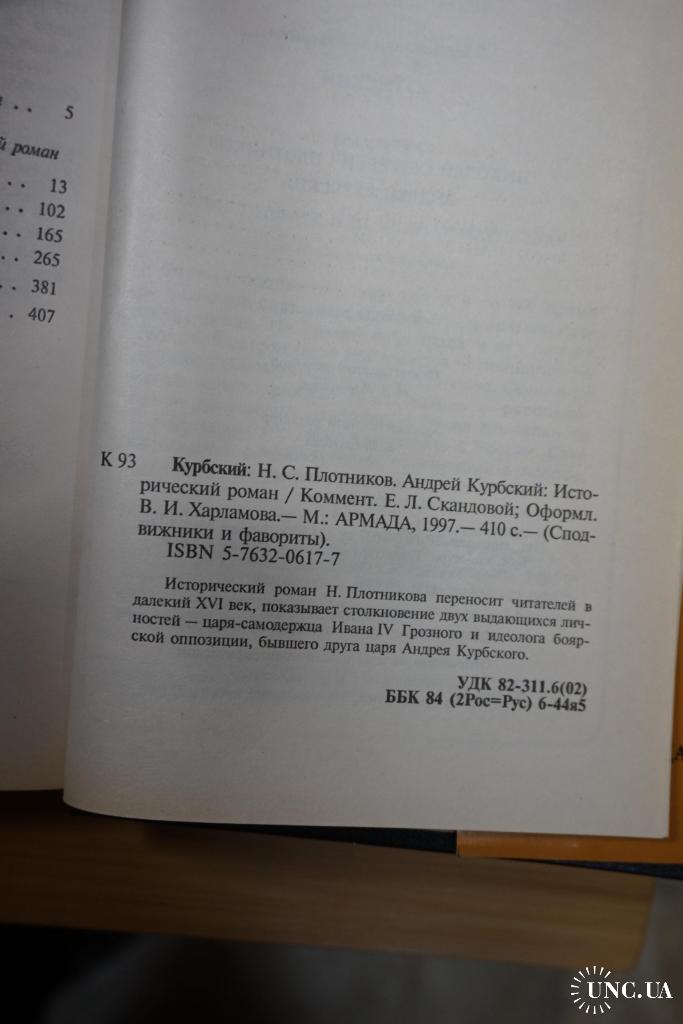 5
й роман
13
102
165
265
381
407
К 93
Курбский: Н. С. Плотников. Андрей Курбский: Исто-
рический роман / Коммент. Е. Л. Скандовой; Оформл.
В. И. Харламова.— М.: АРМАДА, 1997.— 410 с.— (Спод-
вижники и фавориты).
ISBN 5-7632-0617-7
Исторический роман Н. Плотникова переносит читателей в
далекий XVI век, показывает столкновение двух выдающихся лич-
ностей — царя-самодержца Ивана IV Грозного и идеолога бояр-
ской оппозиции, бывшего друга царя Андрея Курбского.
УДК 82-311.6(02)
ББК 84 (2Рос=Рус) 6-44я5
UNC.UA